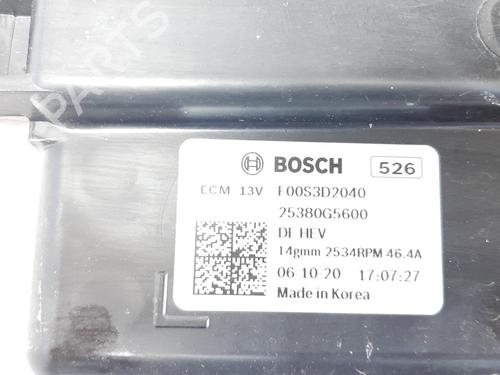 BOSCH 526
ECM 13V F00S3D2040
25380G5600
DE HEV
14gmm 2534RPM 46.4A
06 10 20 17:07:27
Made in Korea
PARTS